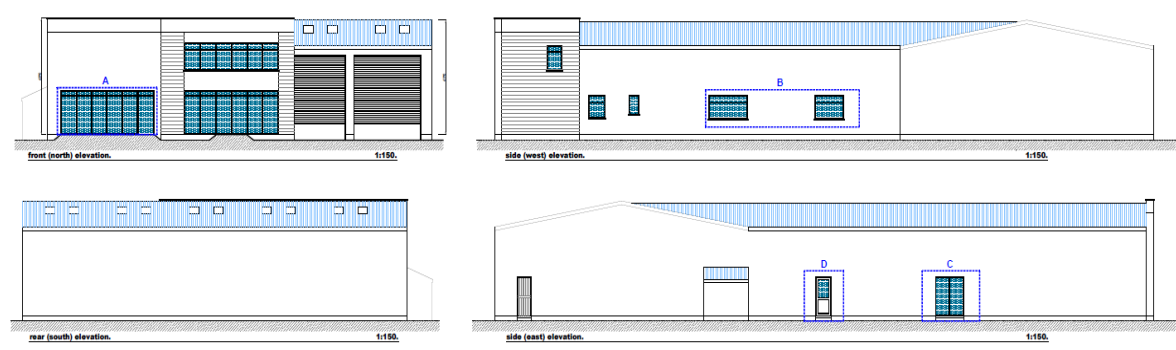 A
B
front (north) elevation. 1:150.
side (west) elevation. 1:150.
D
C
rear (south) elevation. 1:150.
side (east) elevation. 1:150.